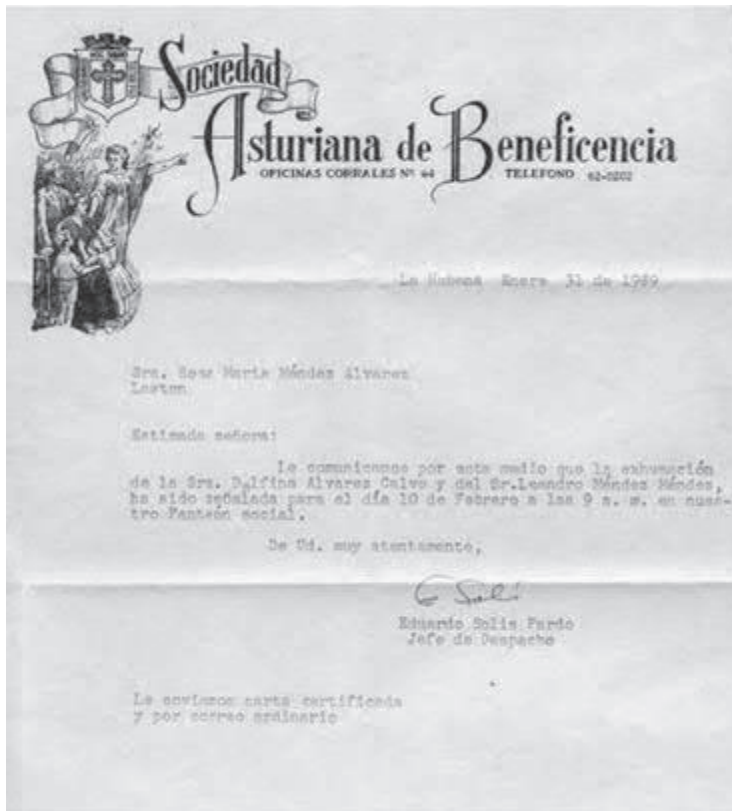 Sociedad
Asturiana de Beneficencia
OFICINAS CORRALES Nº 44 TELEFONO 62-0202
La Habana Enero 31 de 1989
Sra. Rosa Maria Méndez Alvarez
Estimada señora:
Le comunicamos por este medio que la exhumación
de la Sra. Delfina Alvarez Calvo y del Sr.Leandro Méndez Méndez,
ha sido señalada para el día 10 de Febrero a las 9 a. m. en nues-
tro Panteón social.
De Ud. muy atentamente,
Eduardo Solis Pardo
Jefe de Despacho
Le enviamos carta certificada
y por correo ordinario